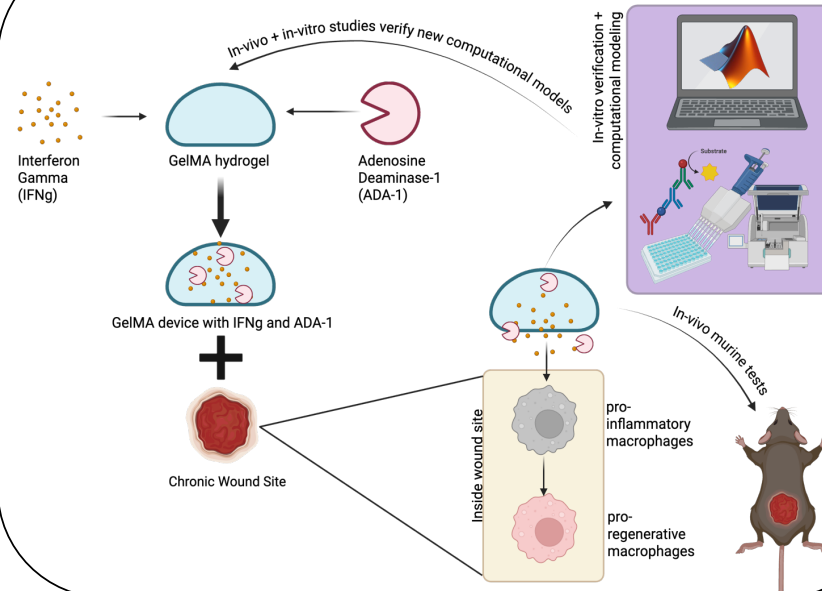 In-vivo + in-vitro studies verify new computational models
In-vitro verification +
computational modeling
Substrate
Interferon
Gamma
(IFNg)
GelMA hydrogel
Adenosine
Deaminase-1
(ADA-1)
GelMA device with IFNg and ADA-1
Chronic Wound Site
In-vivo murine tests
Inside wound site
pro-
inflammatory
macrophages
pro-
regenerative
macrophages